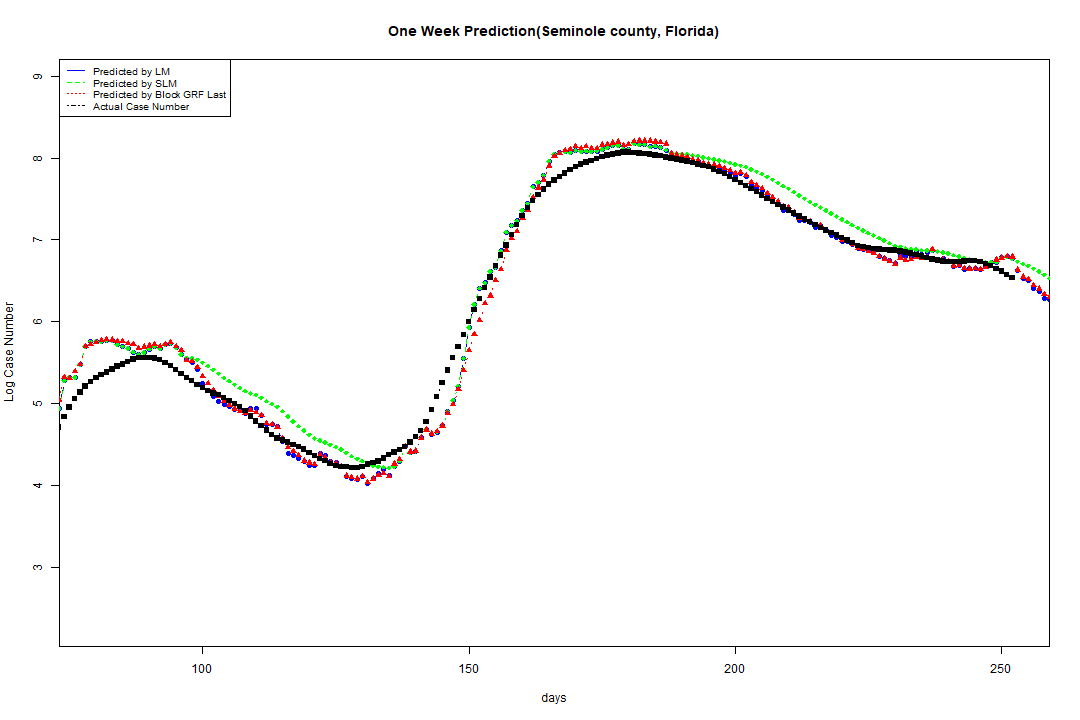 One Week Prediction(Seminole county, Florida)
Predicted by LM
Predicted by SLM
Predicted by Block GRF Last
Actual Case Number
9
8
7
6
5
4
3
Log Case Number
100 150 200 250
days